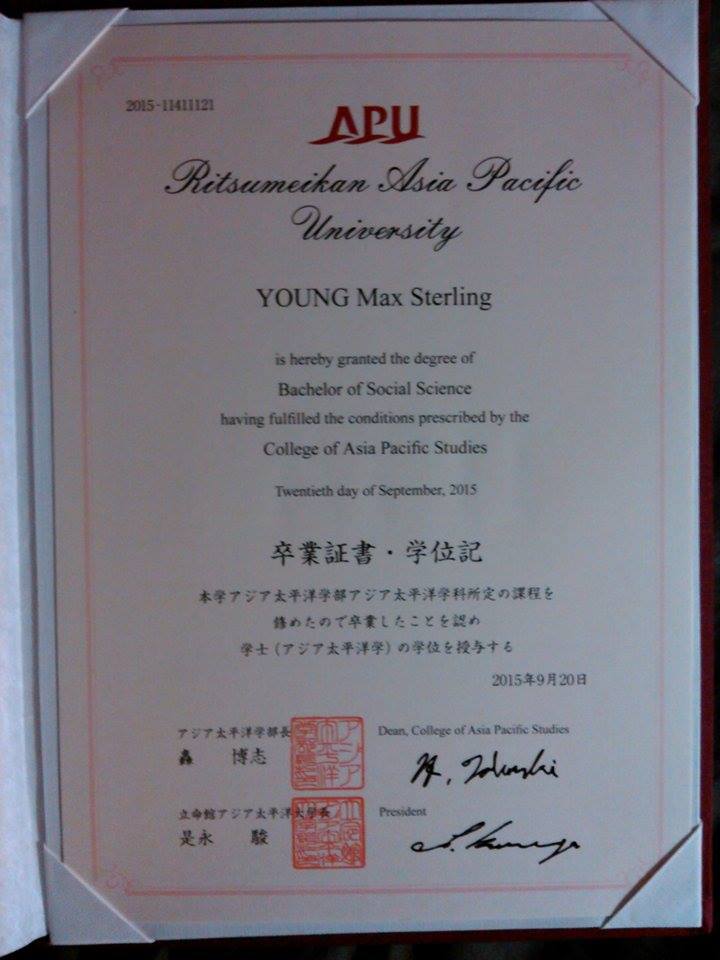 2015-11411121
APU
Ritsumeikan Asia Pacific
University
YOUNG Max Sterling
is hereby granted the degree of
Bachelor of Social Science
having fulfilled the conditions prescribed by the
College of Asia Pacific Studies
Twentieth day of September, 2015
卒業証書・学位記
本学アジア太平洋学部アジア太平洋学科所定の課程を
修めたので卒業したことを認め
学士(アジア太平洋学)の学位を授与する
2015年9月20日
アジア太平洋学部長
Dean, College of Asia Pacific Studies
博志
立命館アジア太平洋大學長
President
是永 駿